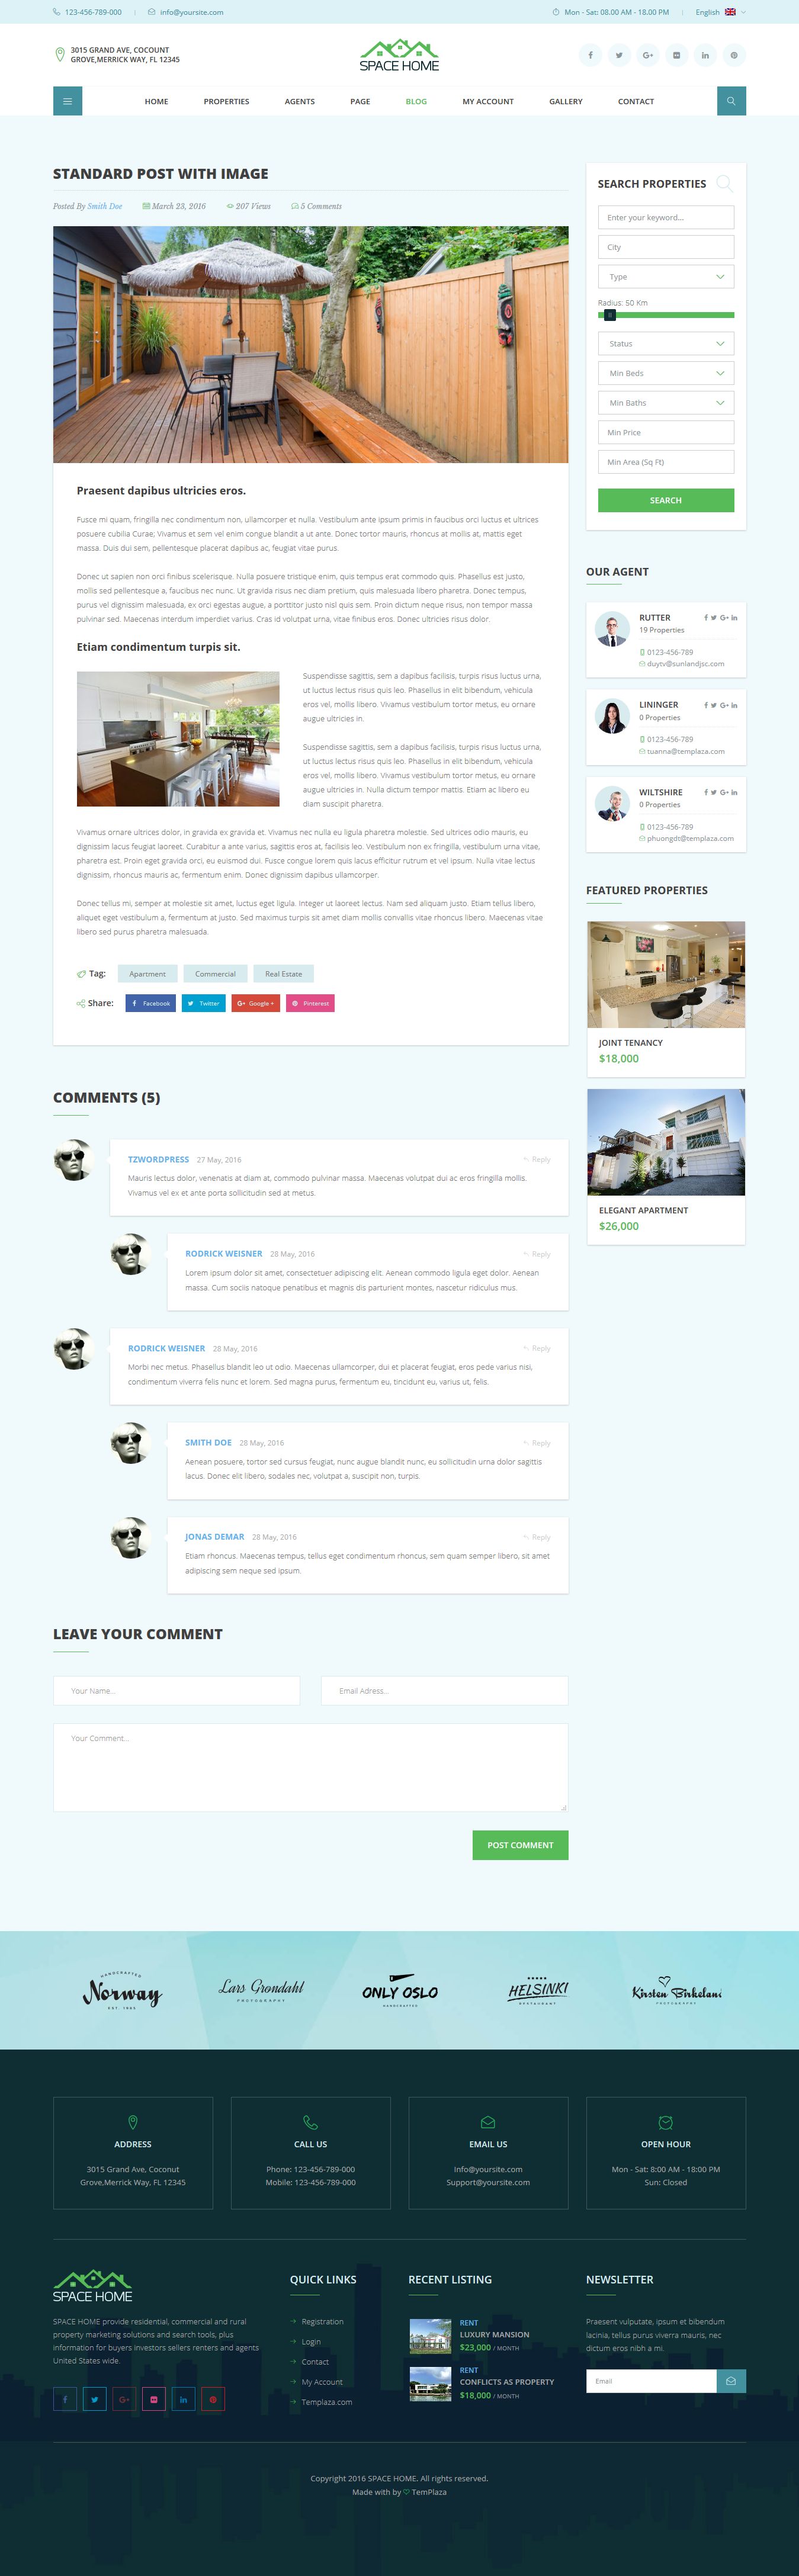 123-456-789-000
info@yoursite.com
Mon - Sat: 08.00 AM - 18.00 PM
English
3015 GRAND AVE, COCOUNT
GROVE,MERRICK WAY, FL 12345
SPACE HOME
HOME
PROPERTIES
AGENTS
PAGE
BLOG
MY ACCOUNT
GALLERY
CONTACT
STANDARD POST WITH IMAGE
Posted By Smith Doe
March 23, 2016
207 Views
5 Comments
Praesent dapibus ultricies eros.
Fusce mi quam, fringilla nec condimentum non, ullamcorper et nulla. Vestibulum ante ipsum primis in faucibus orci luctus et ultrices
posuere cubilia Curae; Vivamus et sem vel enim congue blandit a ut ante. Donec tortor mauris, rhoncus at mollis at, mattis eget
massa. Duis dui sem, pellentesque placerat dapibus ac, feugiat vitae purus.
Donec ut sapien non orci finibus scelerisque. Nulla posuere tristique enim, quis tempus erat commodo quis. Phasellus est justo,
mollis sed pellentesque a, faucibus nec nunc. Ut gravida risus nec diam pretium, quis malesuada libero pharetra. Donec tempus,
purus vel dignissim malesuada, ex orci egestas augue, a porttitor justo nisl quis sem. Proin dictum neque risus, non tempor massa
pulvinar sed. Maecenas interdum imperdiet varius. Cras id volutpat urna, vitae finibus eros. Donec ultricies risus dolor.
Etiam condimentum turpis sit.
Suspendisse sagittis, sem a dapibus facilisis, turpis risus luctus urna,
ut luctus lectus risus quis leo. Phasellus in elit bibendum, vehicula
eros vel, mollis libero. Vivamus vestibulum tortor metus, eu ornare
augue ultricies in.
Suspendisse sagittis, sem a dapibus facilisis, turpis risus luctus urna,
ut luctus lectus risus quis leo. Phasellus in elit bibendum, vehicula
eros vel, mollis libero. Vivamus vestibulum tortor metus, eu ornare
augue ultricies in. Nulla dictum tempor mattis. Etiam ac libero eu
diam suscipit pharetra.
Vivamus ornare ultrices dolor, in gravida ex gravida et. Vivamus nec nulla eu ligula pharetra molestie. Sed ultrices odio mauris, eu
dignissim lacus feugiat laoreet. Curabitur a ante varius, sagittis eros at, facilisis leo. Vestibulum non ex fringilla, vestibulum urna vitae,
pharetra est. Proin eget gravida orci, eu euismod dui. Fusce congue lorem quis lacus efficitur rutrum et vel ipsum. Nulla vitae lectus
dignissim, rhoncus mauris ac, fermentum enim. Donec dignissim dapibus ullamcorper.
Donec tellus mi, semper at molestie sit amet, luctus eget ligula. Integer ut laoreet lectus. Nam sed aliquam justo. Etiam tellus libero,
aliquet eget vestibulum a, fermentum at justo. Sed maximus turpis sit amet diam mollis convallis vitae rhoncus libero. Maecenas vitae
libero sed purus pharetra malesuada.
Tag:
Apartment
Commercial
Real Estate
Share:
Facebook
Twitter
Google +
Pinterest
COMMENTS (5)
TZWORDPRESS 27 May, 2016
Reply
Mauris lectus dolor, venenatis at diam at, commodo pulvinar massa. Maecenas volutpat dui ac eros fringilla mollis.
Vivamus vel ex et ante porta sollicitudin sed at metus.
RODRICK WEISNER 28 May, 2016
Reply
Lorem ipsum dolor sit amet, consectetuer adipiscing elit. Aenean commodo ligula eget dolor. Aenean
massa. Cum sociis natoque penatibus et magnis dis parturient montes, nascetur ridiculus mus.
RODRICK WEISNER 28 May, 2016
Reply
Morbi nec metus. Phasellus blandit leo ut odio. Maecenas ullamcorper, dui et placerat feugiat, eros pede varius nisi,
condimentum viverra felis nunc et lorem. Sed magna purus, fermentum eu, tincidunt eu, varius ut, felis.
SMITH DOE 28 May, 2016
Reply
Aenean posuere, tortor sed cursus feugiat, nunc augue blandit nunc, eu sollicitudin urna dolor sagittis
lacus. Donec elit libero, sodales nec, volutpat a, suscipit non, turpis.
JONAS DEMAR 28 May, 2016
Reply
Etiam rhoncus. Maecenas tempus, tellus eget condimentum rhoncus, sem quam semper libero, sit amet
adipiscing sem neque sed ipsum.
LEAVE YOUR COMMENT
Your Name...
Email Adress...
Your Comment...
POST COMMENT
SEARCH PROPERTIES
Enter your keyword...
City
Type
Radius: 50 Km
Status
Min Beds
Min Baths
Min Price
Min Area (Sq Ft)
SEARCH
OUR AGENT
RUTTER
19 Properties
0123-456-789
duytv@sunlandjsc.com
LININGER
0 Properties
0123-456-789
tuanna@templaza.com
WILTSHIRE
0 Properties
0123-456-789
phuongdt@templaza.com
FEATURED PROPERTIES
JOINT TENANCY
$18,000
ELEGANT APARTMENT
$26,000
HANDCRAFTED
Norway
EST. 1985
Lars Grondahl
PHOTOGRAPHY
ONLY OSLO
HANDCRAFTED
HELSINKI
RESTAURANT
Kirsten Birkeland
PHOTOGRAPHY
ADDRESS
3015 Grand Ave, Coconut
Grove,Merrick Way, FL 12345
CALL US
Phone: 123-456-789-000
Mobile: 123-456-789-000
EMAIL US
Info@yoursite.com
Support@yoursite.com
OPEN HOUR
Mon - Sat: 8:00 AM - 18:00 PM
Sun: Closed
SPACE HOME
SPACE HOME provide residential, commercial and rural
property marketing solutions and search tools, plus
information for buyers investors sellers renters and agents
United States wide.
QUICK LINKS
Registration
Login
Contact
My Account
Templaza.com
RECENT LISTING
RENT
LUXURY MANSION
$23,000 / MONTH
RENT
CONFLICTS AS PROPERTY
$18,000 / MONTH
NEWSLETTER
Praesent vulputate, ipsum et bibendum
lacinia, tellus purus viverra mauris, nec
dictum eros nibh a mi.
Email
Copyright 2016 SPACE HOME. All rights reserved.
Made with by TemPlaza